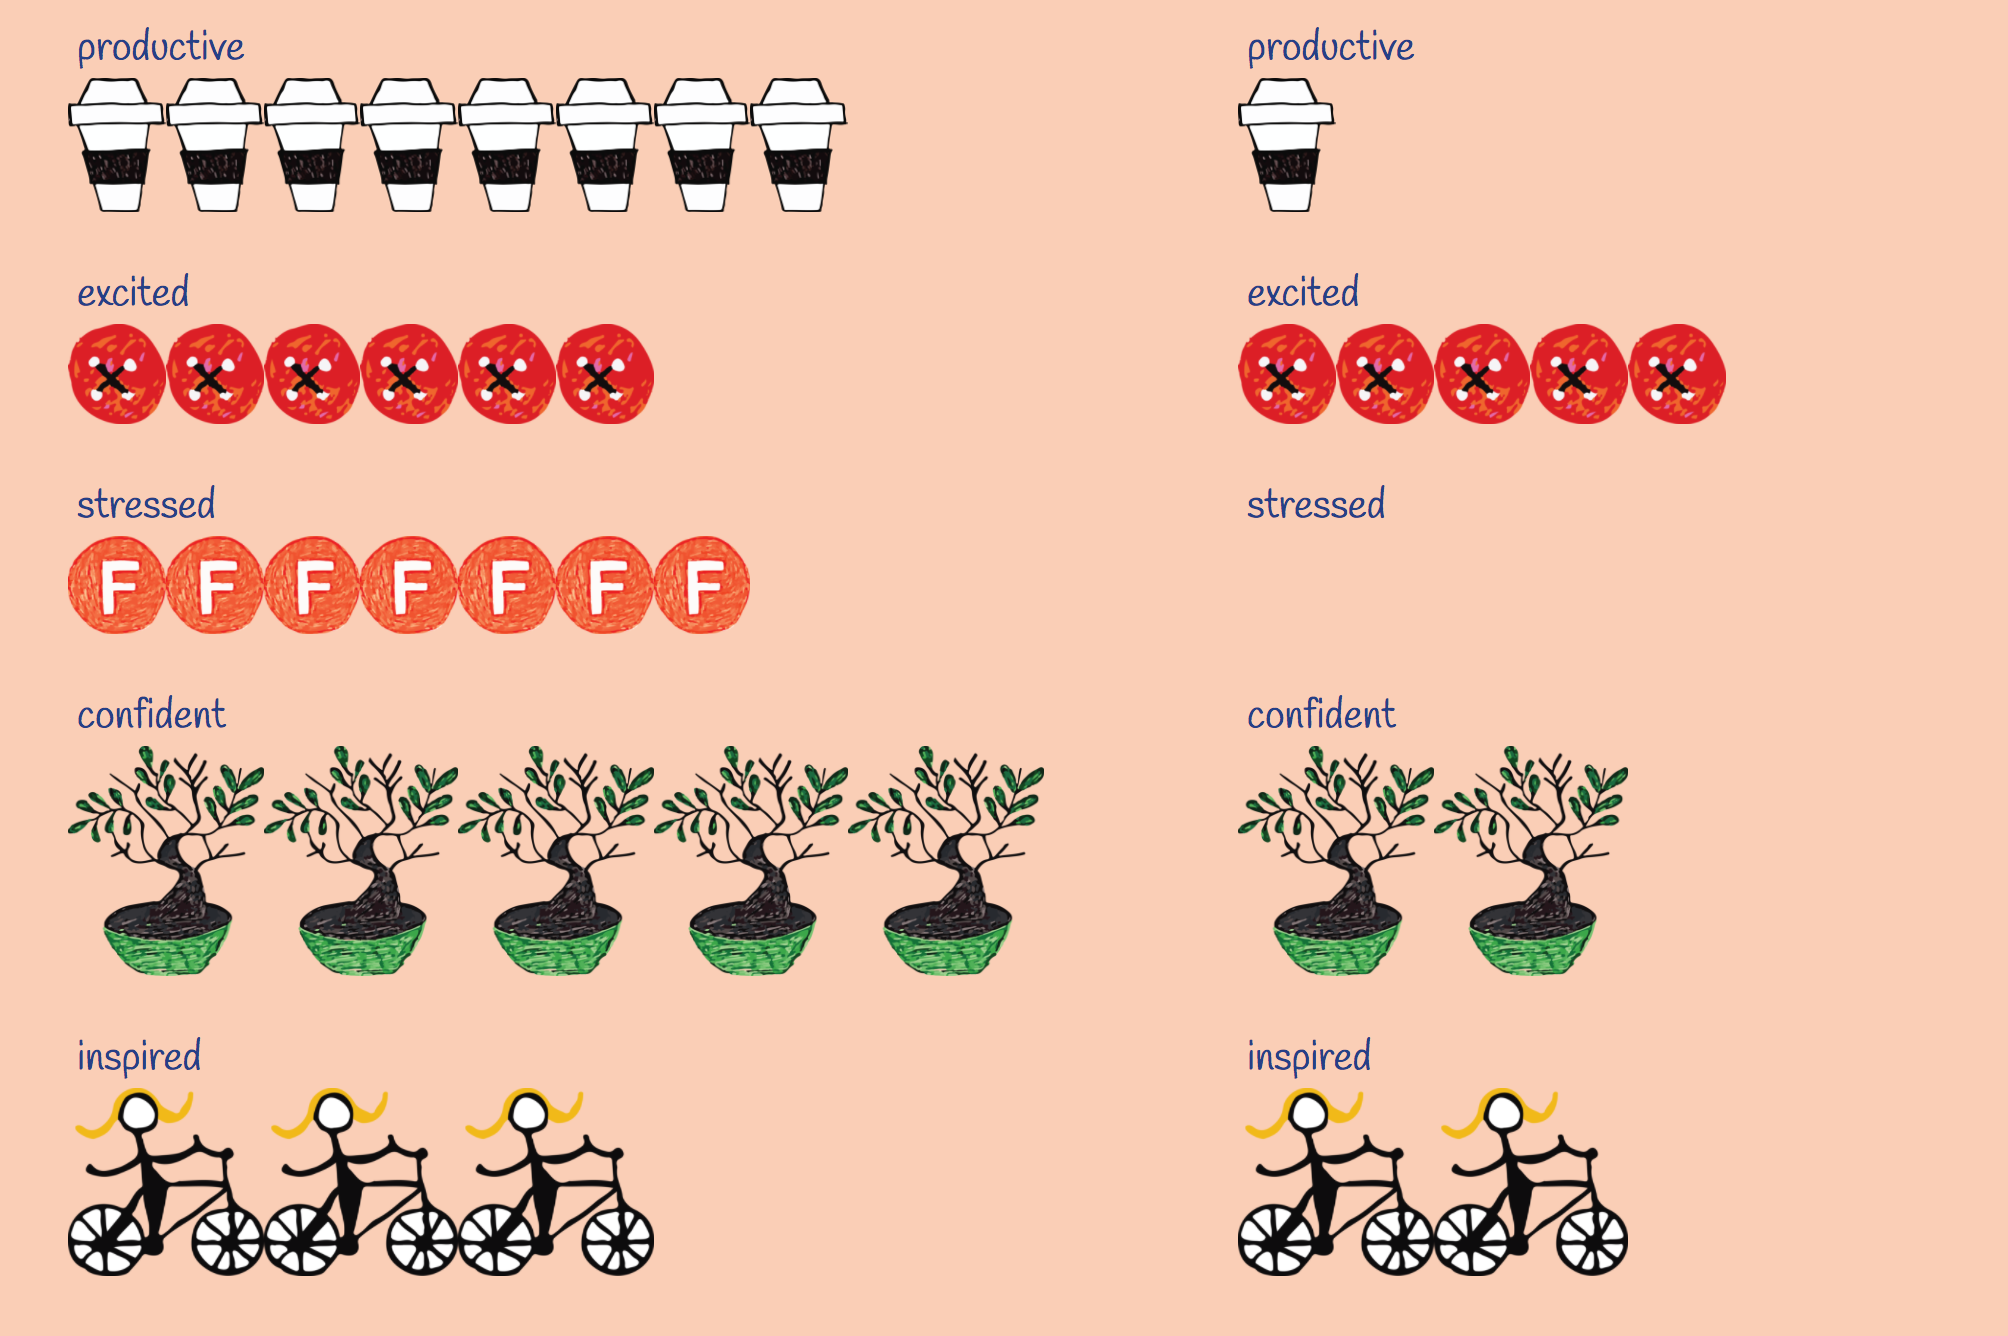 productive
excited
stressed
F F F F F F F
confident
inspired
productive
excited
stressed
confident
inspired